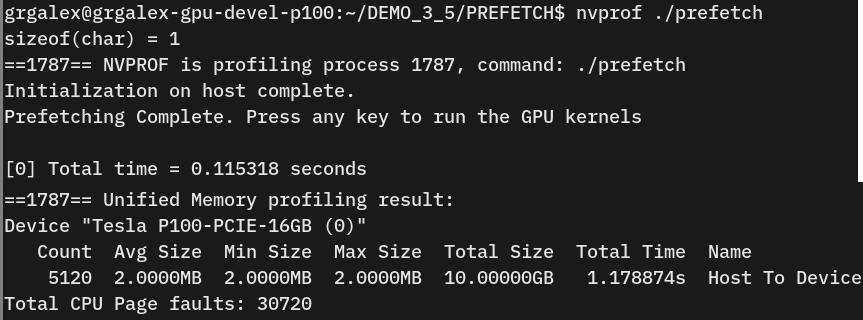 grgalex@grgalex-gpu-devel-p100:~/DEMO_3_5/PREFETCH$ nvprof ./prefetch
sizeof(char) = 1
==1787== NVPROF is profiling process 1787, command: ./prefetch
Initialization on host complete.
Prefetching Complete. Press any key to run the GPU kernels
[0] Total time = 0.115318 seconds
==1787== Unified Memory profiling result:
Device "Tesla P100-PCIE-16GB (0)"
   Count  Avg Size  Min Size  Max Size  Total Size  Total Time  Name
    5120  2.0000MB  2.0000MB  2.0000MB  10.00000GB   1.178874s  Host To Device
Total CPU Page faults: 30720